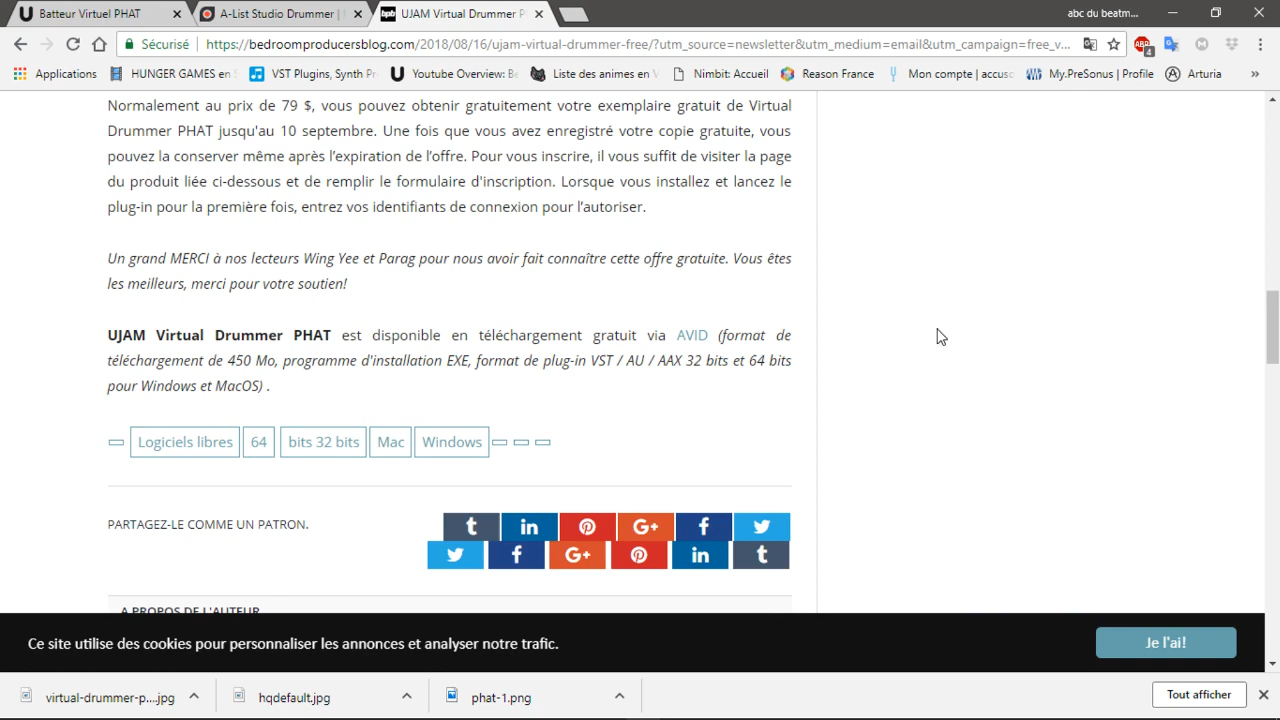 Batteur Virtuel PHAT
A-List Studio Drummer |
UJAM Virtual Drummer P
abc du beatm...
Sécurisé
https://bedroomproducersblog.com/2018/08/16/ujam-virtual-drummer-free/?utm_source=newsletter&utm_medium=email&utm_campaign=free_v...
Applications
HUNGER GAMES en
VST Plugins, Synth Pr
Youtube: Overview: Be
Liste des animes en V
Nimbit: Accueil
Reason France
Mon compte | accusc
My.PreSonus | Profile
Arturia
Normalement au prix de 79 $, vous pouvez obtenir gratuitement votre exemplaire gratuit de Virtual
Drummer PHAT jusqu'au 10 septembre. Une fois que vous avez enregistré votre copie gratuite, vous
pouvez la conserver même après l’expiration de l’offre. Pour vous inscrire, il vous suffit de visiter la page
du produit liée ci-dessous et de remplir le formulaire d'inscription. Lorsque vous installez et lancez le
plug-in pour la première fois, entrez vos identifiants de connexion pour l’autoriser.
Un grand MERCI à nos lecteurs Wing Yee et Parag pour nous avoir fait connaître cette offre gratuite. Vous êtes
les meilleurs, merci pour votre soutien!
UJAM Virtual Drummer PHAT est disponible en téléchargement gratuit via AVID (format de
téléchargement de 450 Mo, programme d'installation EXE, format de plug-in VST / AU / AAX 32 bits et 64 bits
pour Windows et MacOS) .
Logiciels libres
64
bits 32 bits
Mac
Windows
PARTAGEZ-LE COMME UN PATRON.
A PROPOS DE L'AUTEUR
Ce site utilise des cookies pour personnaliser les annonces et analyser notre trafic.
Je l'ai!
virtual-drummer-p....jpg
hqdefault.jpg
phat-1.png
Tout afficher